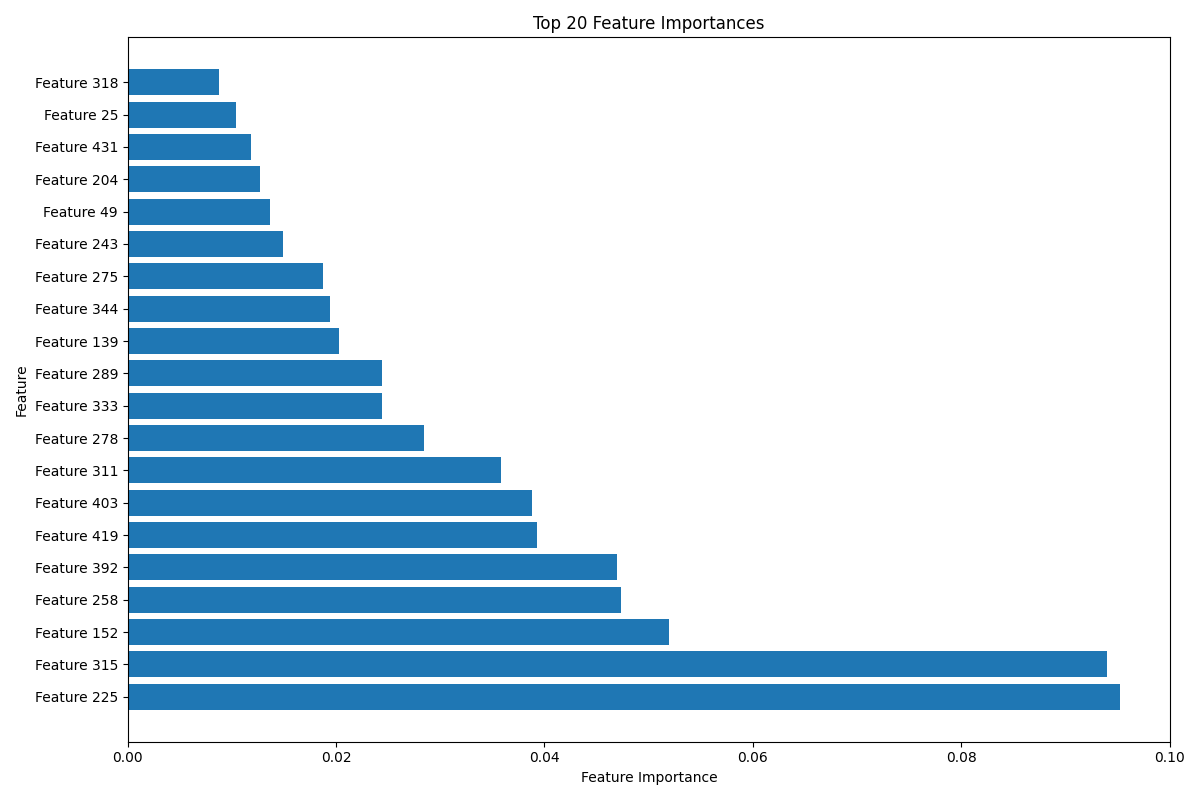 Top 20 Feature Importances
Feature 318
Feature 25
Feature 431
Feature 204
Feature 49
Feature 243
Feature 275
Feature 344
Feature 139
Feature 289
Feature 333
Feature 278
Feature 311
Feature 403
Feature 419
Feature 392
Feature 258
Feature 152
Feature 315
Feature 225
Feature
0.00 0.02 0.04 0.06 0.08 0.10
Feature Importance